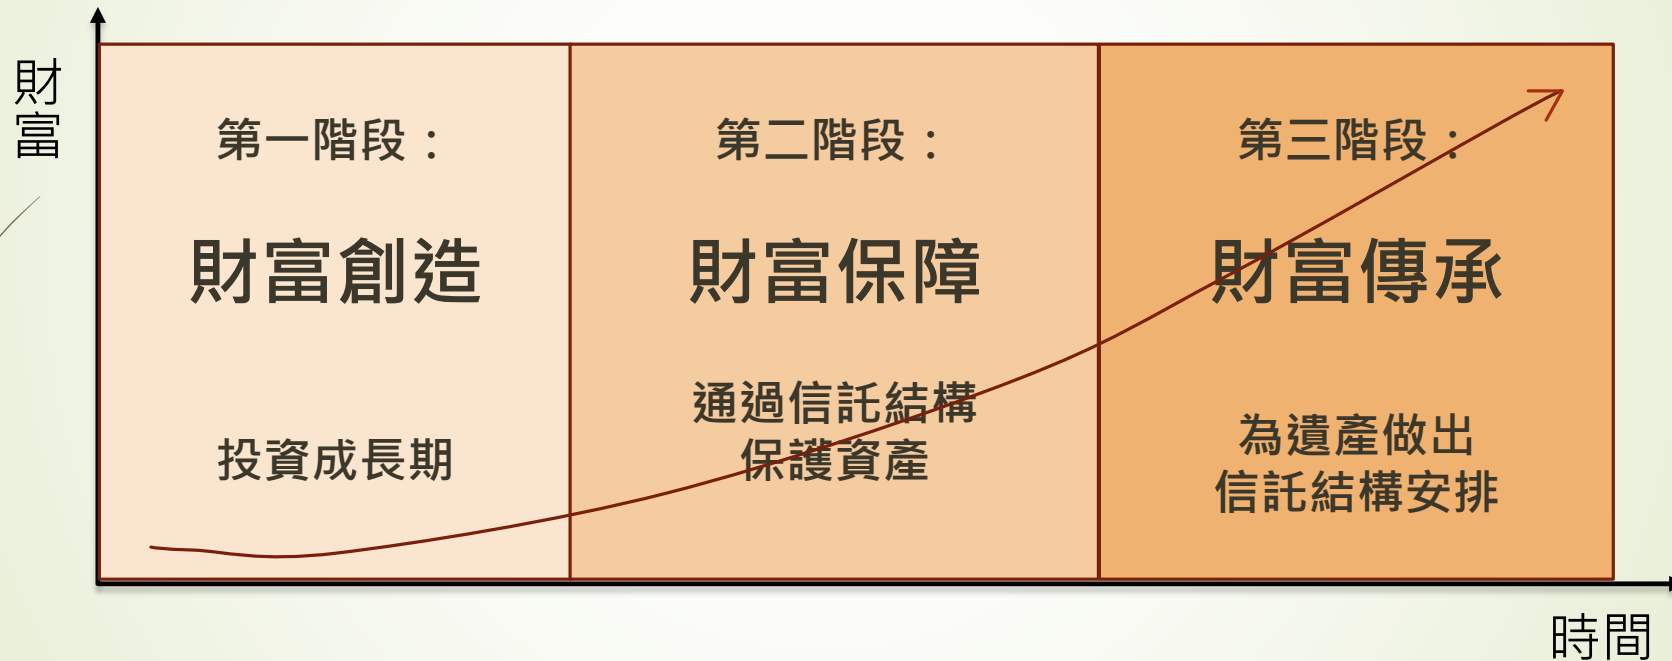 財富
第一階段：
財富創造
投資成長期
第二階段：
財富保障
通過信託結構
保護資產
第三階段：
財富傳承
為遺產做出
信託結構安排
時間